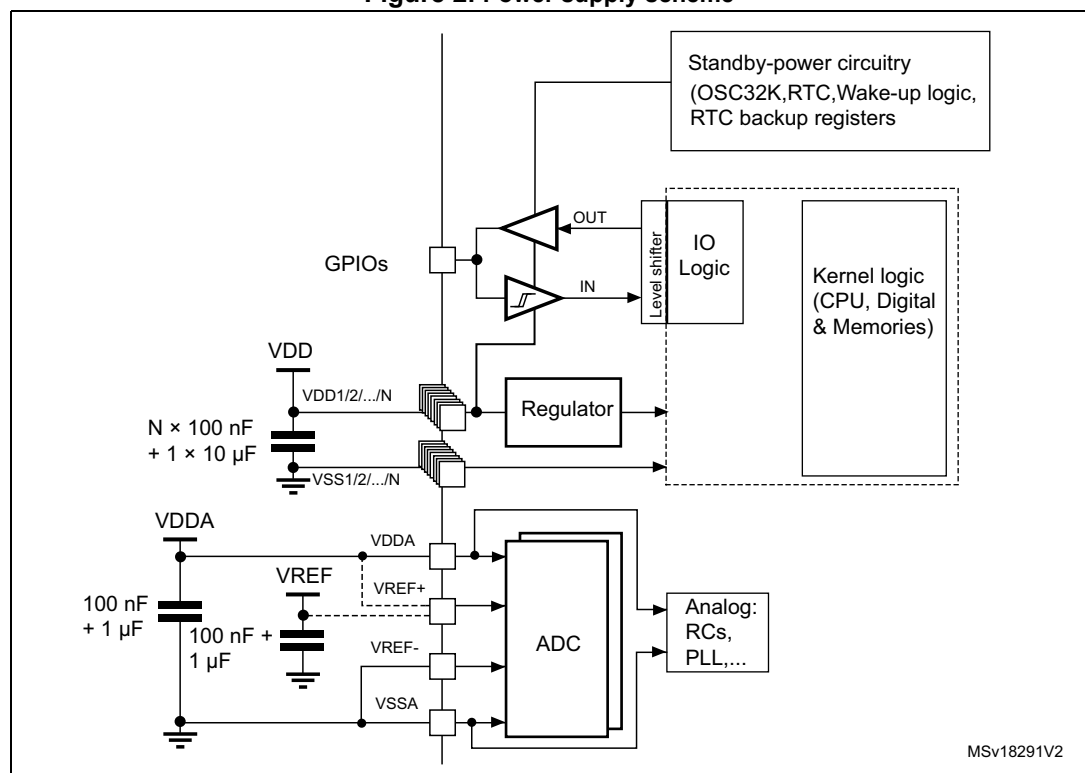 Figure 2. Power supply scheme
Standby-power circuitry
(OSC32K,RTC,Wake-up logic,
RTC backup registers
OUT
GPIOs
IN
Level shifter
IO
Logic
Kernel logic
(CPU, Digital
& Memories)
VDD
VDD1/2/.../N
Regulator
N × 100 nF
+ 1 × 10 µF
VSS1/2/.../N
VDDA
VDDA
VREF+
VREF
100 nF
+ 1 µF
100 nF +
1 µF
VREF-
VSSA
ADC
Analog:
RCs,
PLL,...
MSv18291V2